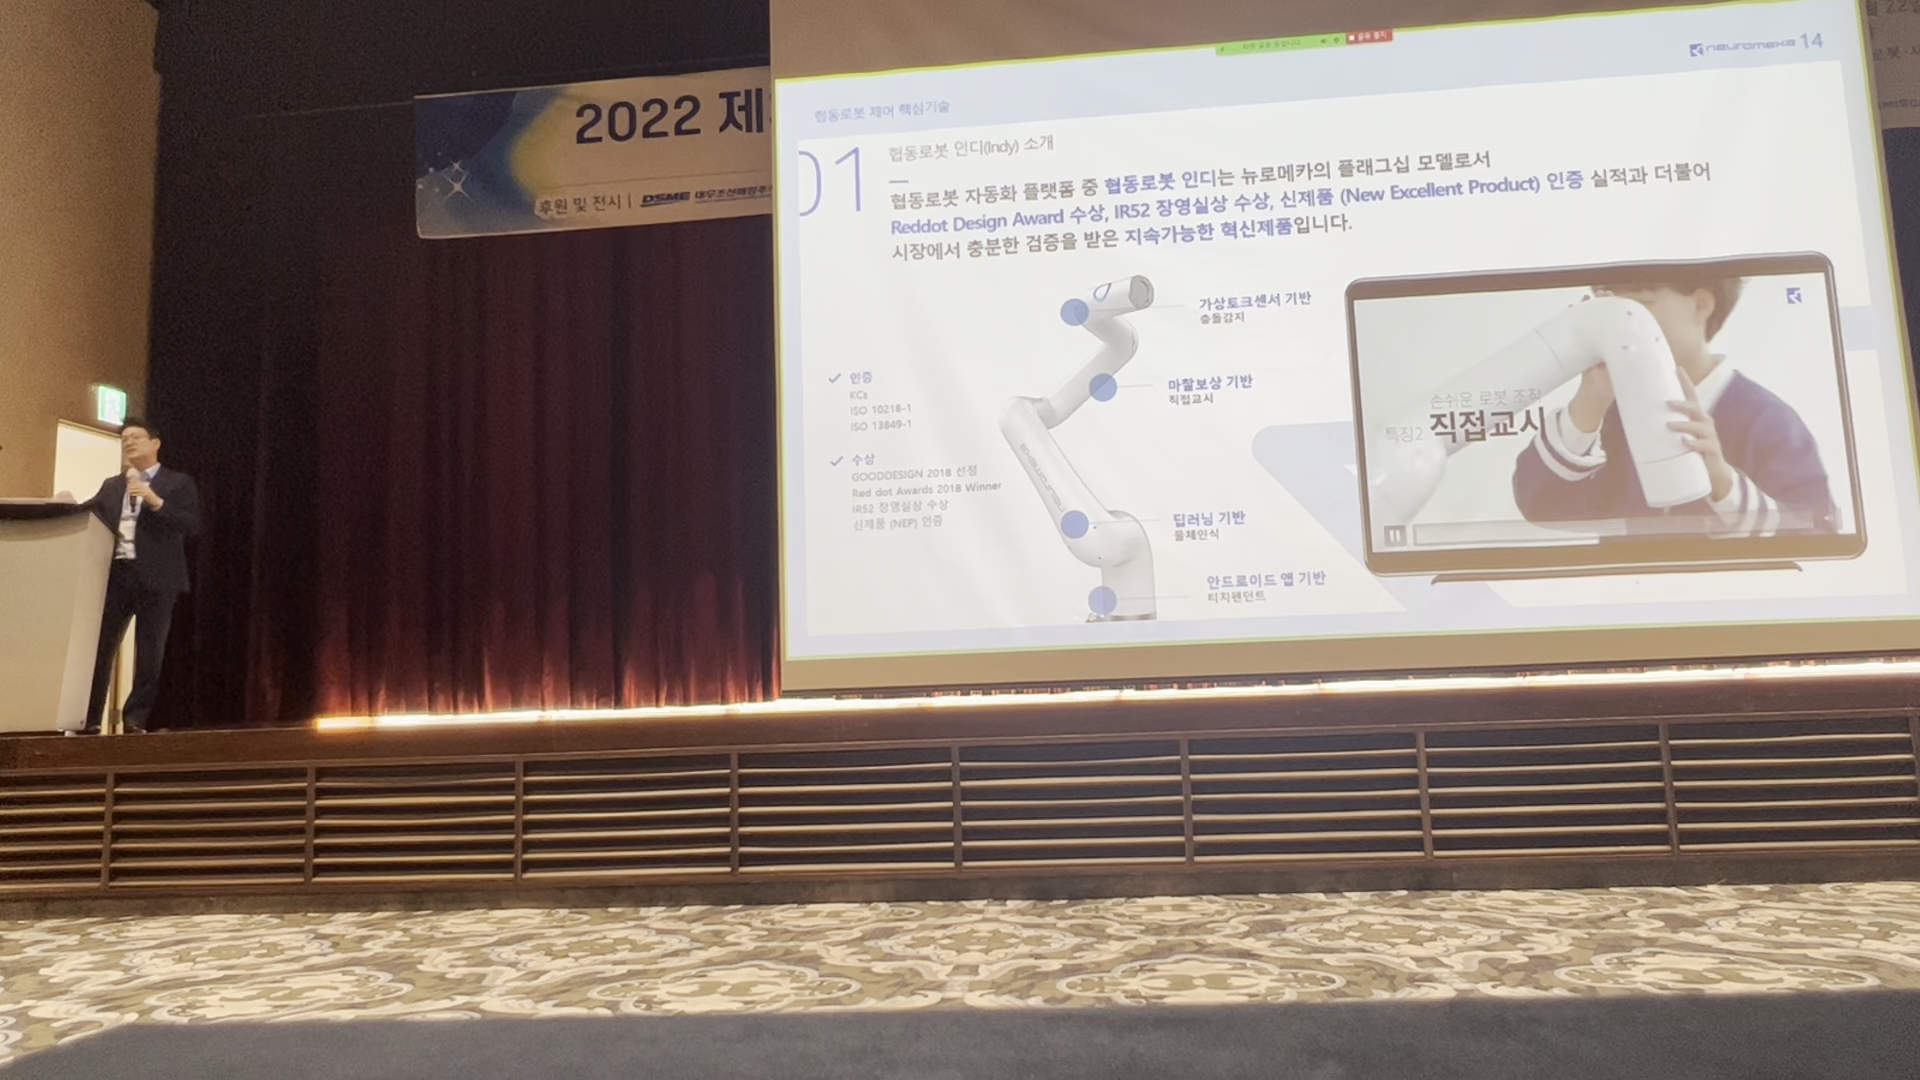 2022 제
후원 및 전시 | DSME 대우조선해양주
neuromeka 14
협동로봇 제어 핵심기술
01
협동로봇 인디(Indy) 소개
협동로봇 자동화 플랫폼 중 협동로봇 인디는 뉴로메카의 플래그십 모델로서
Reddot Design Award 수상, IR52 장영실상 수상, 신제품 (New Excellent Product) 인증 실적과 더불어
시장에서 충분한 검증을 받은 지속가능한 혁신제품입니다.
인증
KCs
ISO 10218-1
ISO 13849-1
수상
GOODDESIGN 2018 선정
Red dot Awards 2018 Winner
IR52 장영실상 수상
신제품 (NEP) 인증
neuromeka
가상토크센서 기반
충돌감지
마찰보상 기반
직접교시
딥러닝 기반
물체인식
안드로이드 앱 기반
티치펜던트
손쉬운 로봇 조작
특징2 직접교시